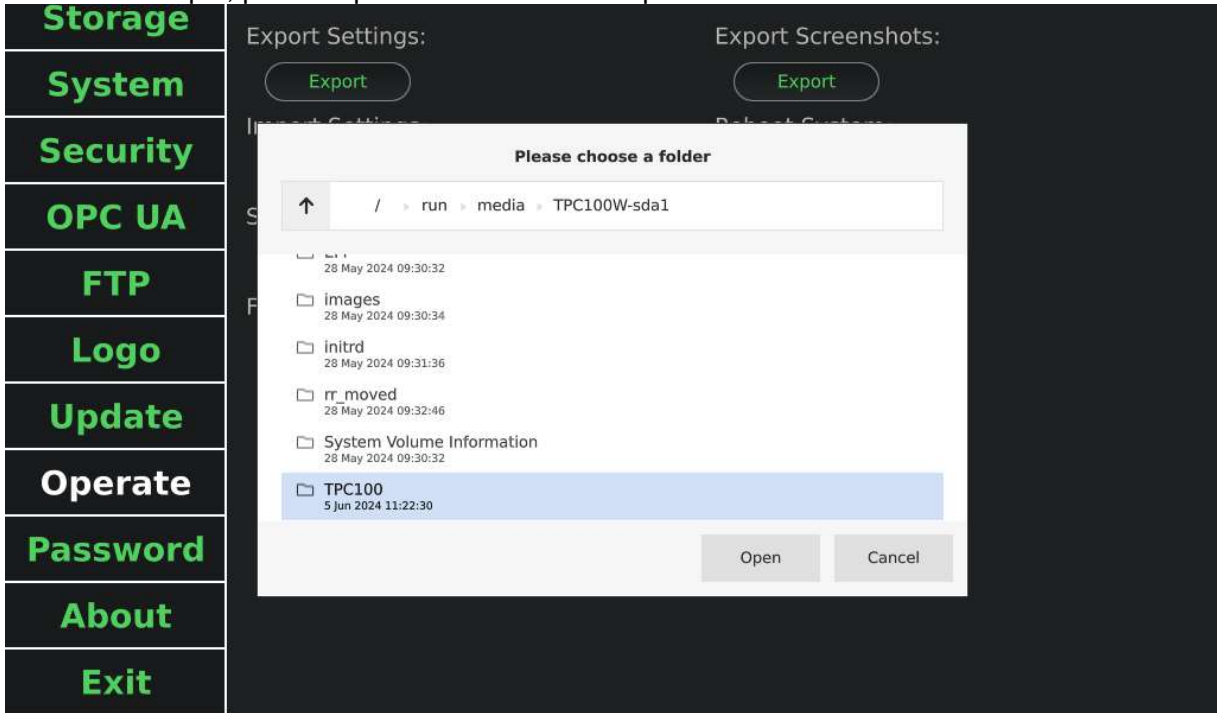 Storage
System
Security
OPC UA
FTP
Logo
Update
Operate
Password
About
Exit
Export Settings:
Export
Export Screenshots:
Export
Please choose a folder
/ run media TPC100W-sda1
28 May 2024 09:30:32
images
28 May 2024 09:30:34
initrd
28 May 2024 09:31:36
rr_moved
28 May 2024 09:32:46
System Volume Information
28 May 2024 09:30:32
TPC100
5 Jun 2024 11:22:30
Open
Cancel